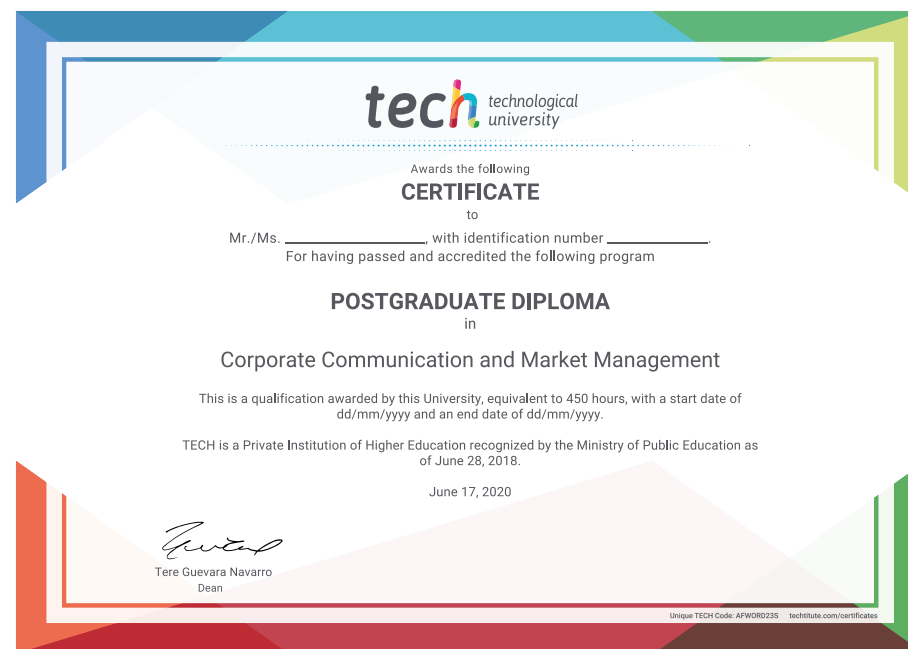 tech technological
university
Awards the following
CERTIFICATE
to
Mr./Ms. ____________________, with identification number ______________.
For having passed and accredited the following program
POSTGRADUATE DIPLOMA
in
Corporate Communication and Market Management
This is a qualification awarded by this University, equivalent to 450 hours, with a start date of
dd/mm/yyyy and an end date of dd/mm/yyyy.
TECH is a Private Institution of Higher Education recognized by the Ministry of Public Education as
of June 28, 2018.
June 17, 2020
Tere Guevara Navarro
Dean
Unique TECH Code: AFWORD23S techtitute.com/certificates